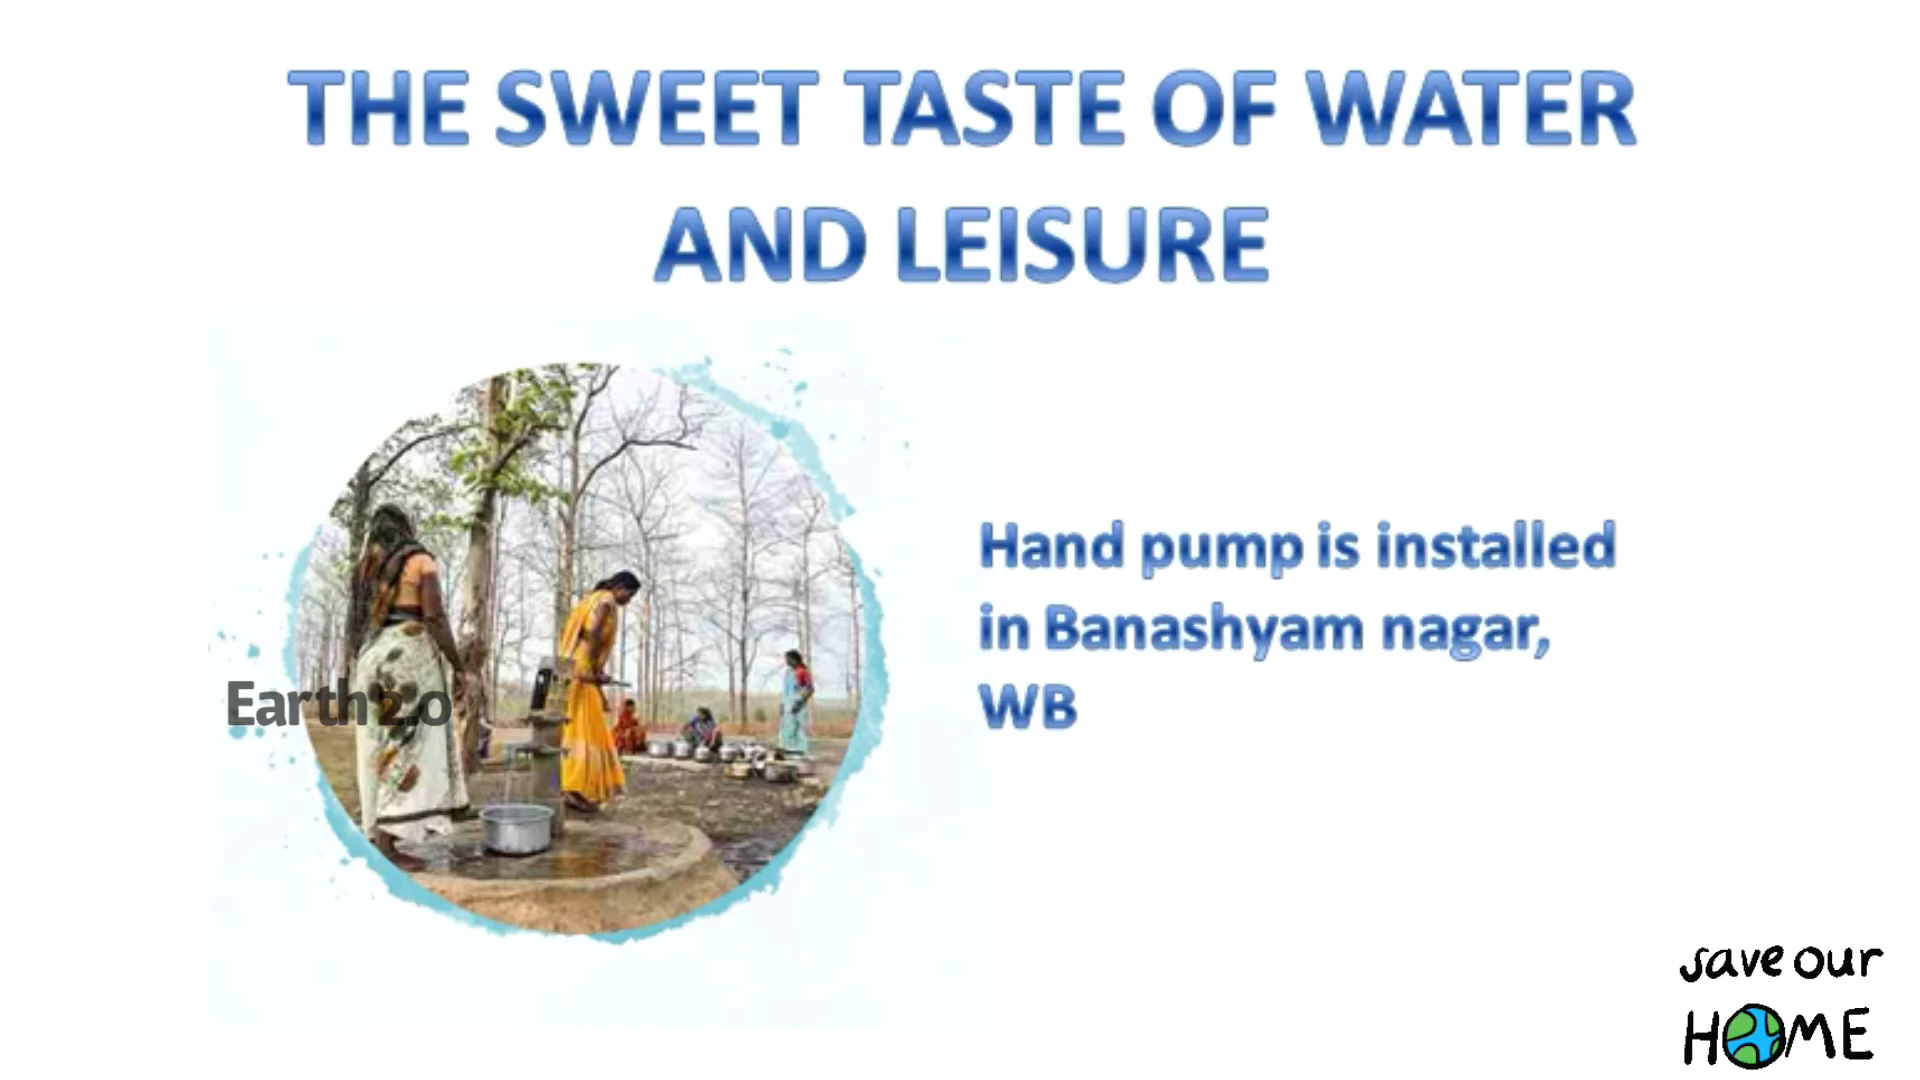 THE SWEET TASTE OF WATER
AND LEISURE
Hand pump is installed
in Banashyam nagar,
WB
Earth 2.0
save our
HOME